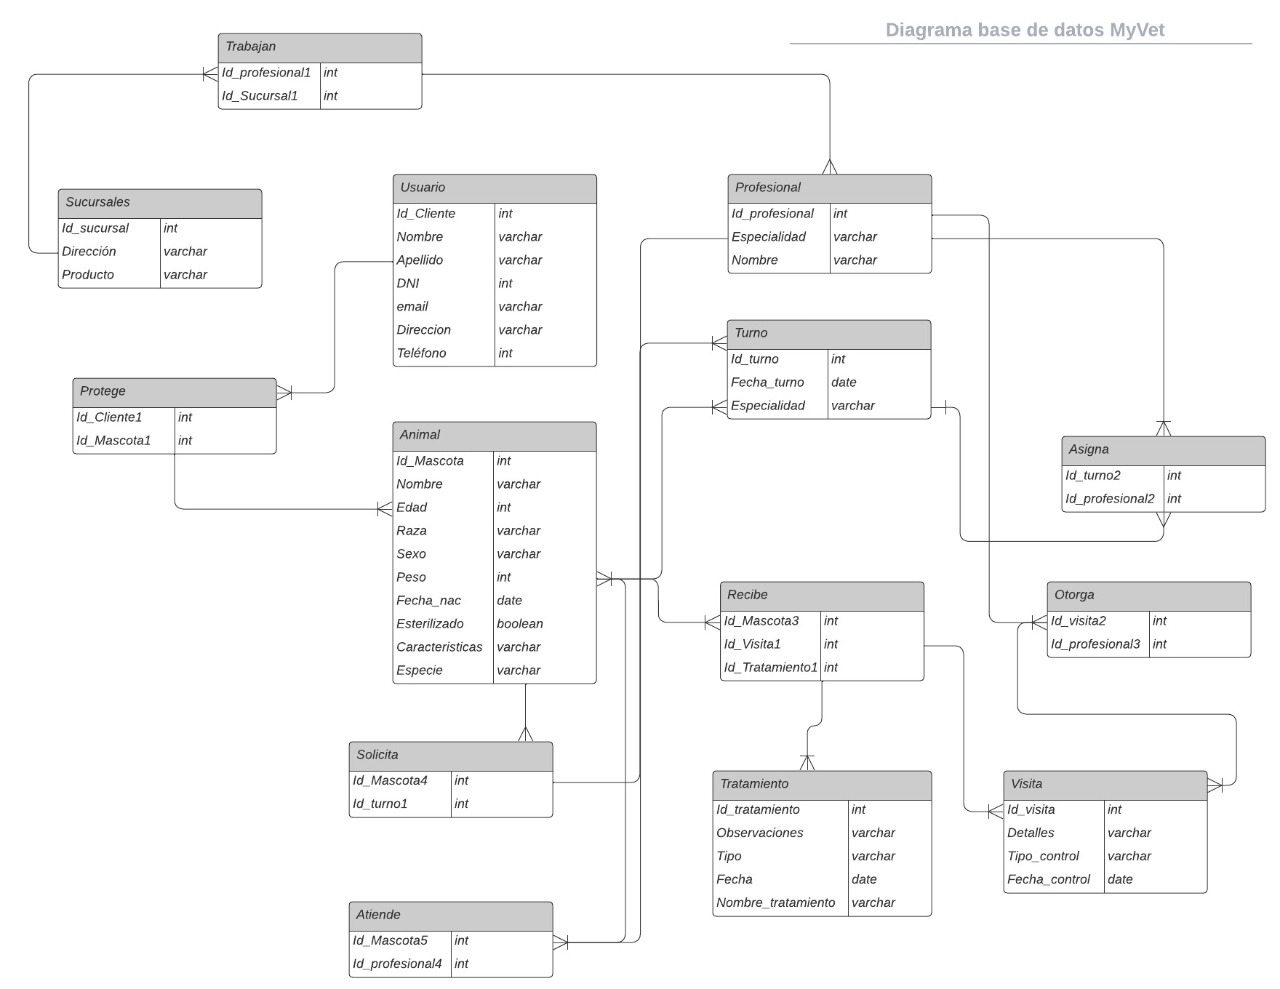 Diagrama base de datos MyVet
Trabajan
Id_profesional1 int
Id_Sucursal1 int
Sucursales
Id_sucursal int
Dirección varchar
Producto varchar
Usuario
Id_Cliente int
Nombre varchar
Apellido varchar
DNI int
email varchar
Direccion varchar
Teléfono int
Profesional
Id_profesional int
Especialidad varchar
Nombre varchar
Turno
Id_turno int
Fecha_turno date
Especialidad varchar
Protege
Id_Cliente1 int
Id_Mascota1 int
Animal
Id_Mascota int
Nombre varchar
Edad int
Raza varchar
Sexo varchar
Peso int
Fecha_nac date
Esterilizado boolean
Caracteristicas varchar
Especie varchar
Asigna
Id_turno2 int
Id_profesional2 int
Recibe
Id_Mascota3 int
Id_Visita1 int
Id_Tratamiento1 int
Otorga
Id_visita2 int
Id_profesional3 int
Solicita
Id_Mascota4 int
Id_turno1 int
Tratamiento
Id_tratamiento int
Observaciones varchar
Tipo varchar
Fecha date
Nombre_tratamiento varchar
Visita
Id_visita int
Detalles varchar
Tipo_control varchar
Fecha_control date
Atiende
Id_Mascota5 int
Id_profesional4 int